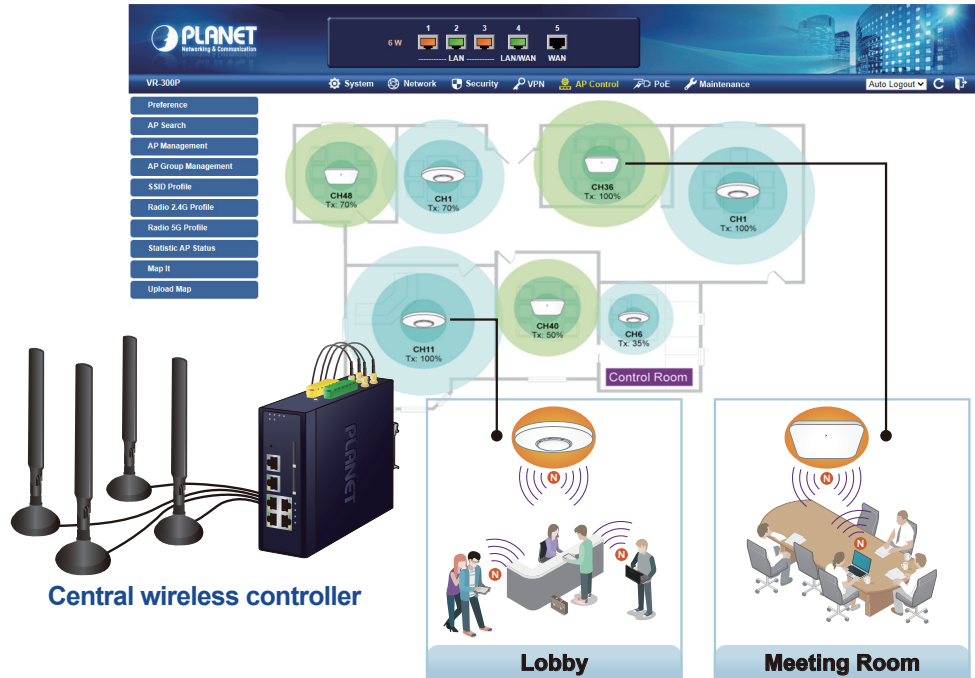 PLANET
Networking & Communication
1 2 3 4 5
6 W
---------- LAN ---------- LAN/WAN WAN
VR-300P
System Network Security VPN AP Control PoE Maintenance
Auto Logout
Preference
AP Search
AP Management
AP Group Management
SSID Profile
Radio 2.4G Profile
Radio 5G Profile
Statistic AP Status
Map It
Upload Map
CH48
Tx: 70%
CH1
Tx: 70%
CH36
Tx: 100%
CH1
Tx: 100%
CH11
Tx: 100%
CH40
Tx: 50%
CH6
Tx: 35%
Control Room
PLANET
Central wireless controller
N
N
N
Lobby
N
N
Meeting Room